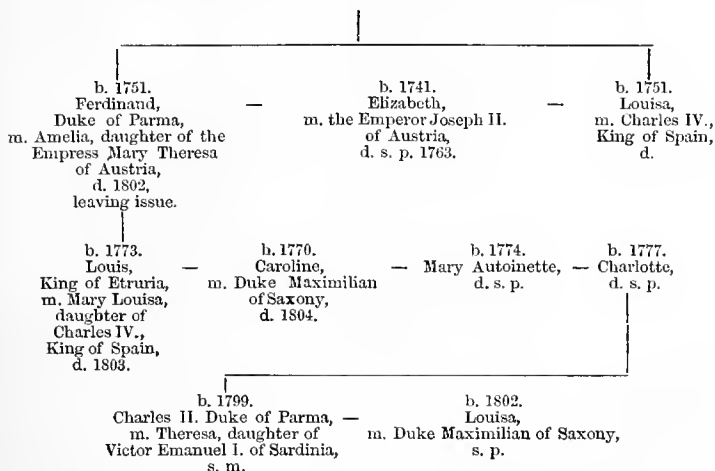 b. 1751.
Ferdinand,
Duke of Parma,
m. Amelia, daughter of the
Empress Mary Theresa
of Austria,
d. 1802,
leaving issue.
—
b. 1741.
Elizabeth,
m. the Emperor Joseph II.
of Austria,
d. s. p. 1763.
—
b. 1751.
Louisa,
m. Charles IV.,
King of Spain,
d.
b. 1773.
Louis,
King of Etruria,
m. Mary Louisa,
daughter of
Charles IV.,
King of Spain,
d. 1803.
—
b. 1770.
Caroline,
m. Duke Maximilian
of Saxony,
d. 1804.
—
b. 1774.
Mary Autoinette,
d. s. p.
—
b. 1777.
Charlotte,
d. s. p.
b. 1799.
Charles II. Duke of Parma, —
m. Theresa, daughter of
Victor Emanuel I. of Sardinia,
s. m.
b. 1802.
Louisa,
m. Duke Maximilian of Saxony,
s. p.